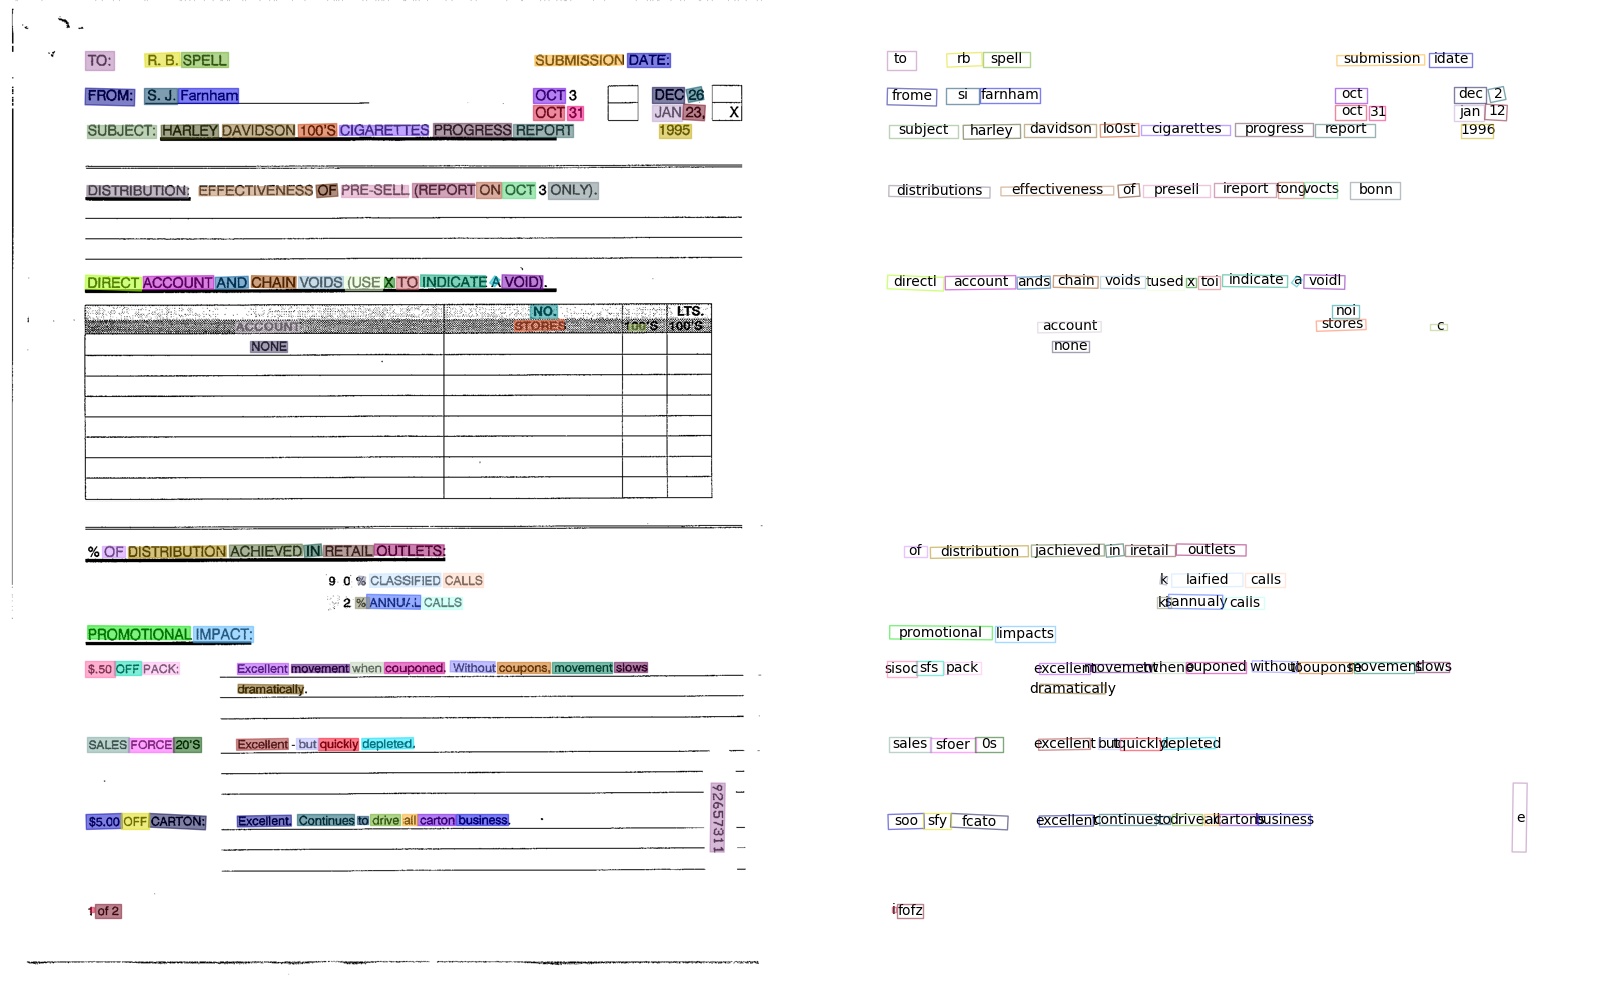 TO: R. B. SPELL SUBMISSION DATE:
FROM: S. J. Farnham OCT 3 DEC 26
OCT 31 JAN 23, X
SUBJECT: HARLEY DAVIDSON 100'S CIGARETTES PROGRESS REPORT 1995
DISTRIBUTION: EFFECTIVENESS OF PRE-SELL (REPORT ON OCT 3 ONLY).
DIRECT ACCOUNT AND CHAIN VOIDS (USE X TO INDICATE A VOID).
NO. LTS.
ACCOUNT STORES 100'S 100'S
NONE
% OF DISTRIBUTION ACHIEVED IN RETAIL OUTLETS:
9 0 % CLASSIFIED CALLS
2 % ANNUAL CALLS
PROMOTIONAL IMPACT:
$.50 OFF PACK: Excellent movement when couponed. Without coupons, movement slows
dramatically.
SALES FORCE 20'S Excellent - but quickly depleted.
$5.00 OFF CARTON: Excellent. Continues to drive all carton business.
92657311
1 of 2
to rb spell submission idate
frome si farnham oct dec 2
oct 31 jan 12
subject harley davidson lo0st cigarettes progress report 1996
distributions effectiveness of presell ireport tong vocts bonn
directl account ands chain voids tused x toi indicate a voidl
noi
account stores c
none
of distribution jachieved in iretail outlets
k laified calls
annualy calls
promotional limpacts
sisoc sfs pack excellent movement whene ouponed without coupons movement slows
dramatically
sales sfoer 0s excellent but quickly depleted
soo sfy fcato excellent continues to drive all carton business
e
i fofz